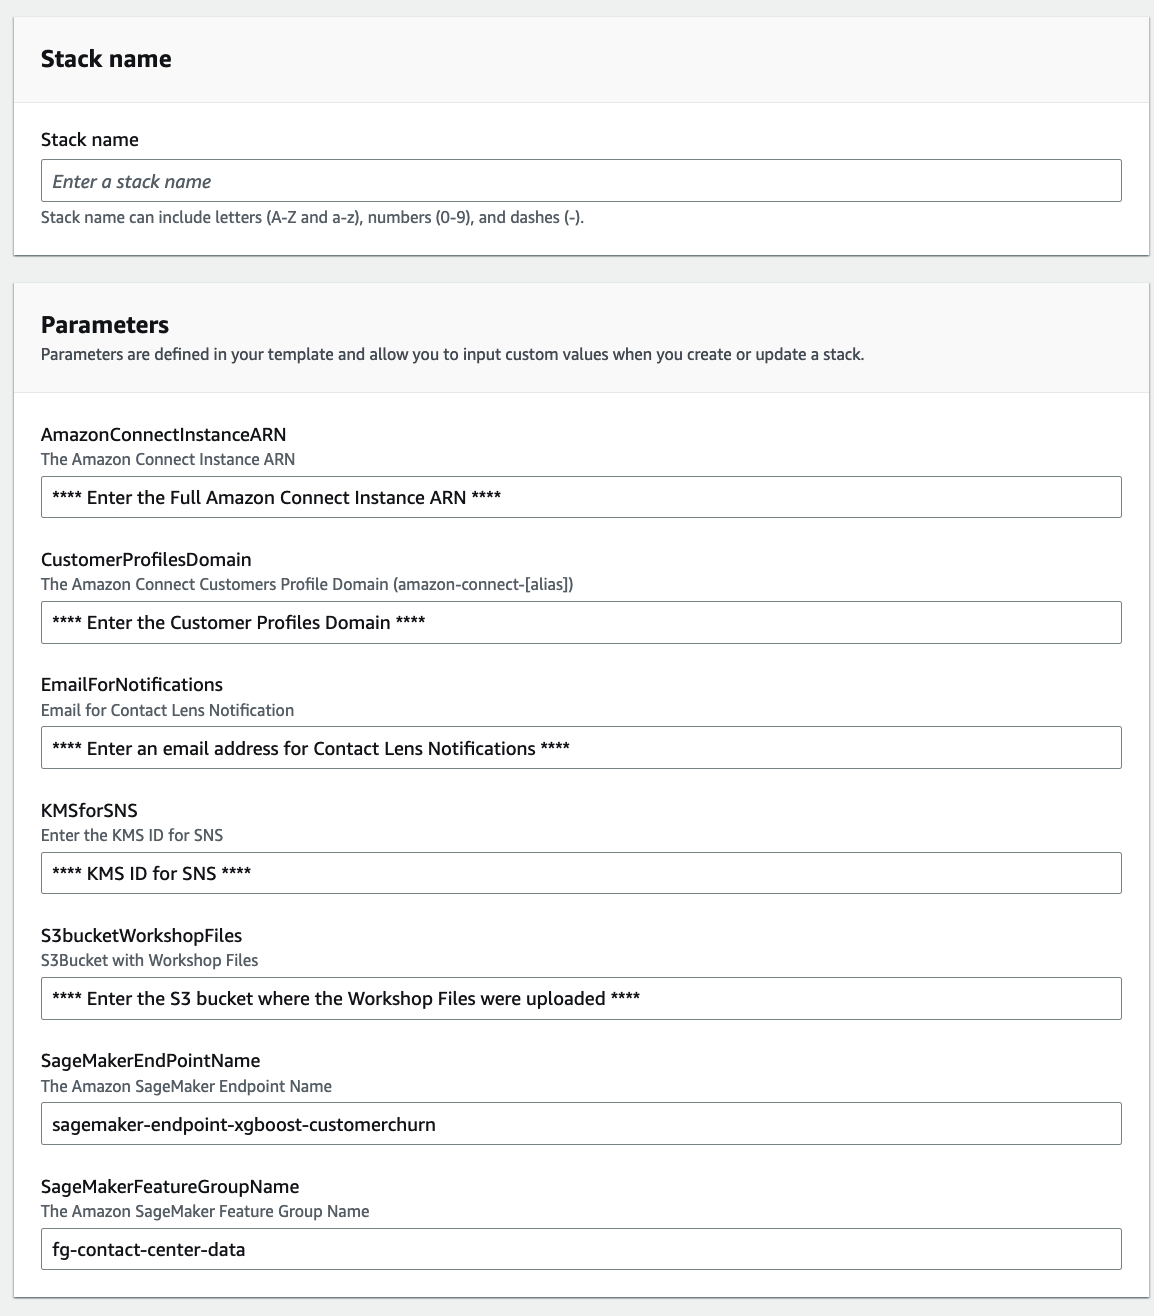 Stack name
Stack name
Enter a stack name
Stack name can include letters (A-Z and a-z), numbers (0-9), and dashes (-).
Parameters
Parameters are defined in your template and allow you to input custom values when you create or update a stack.
AmazonConnectInstanceARN
The Amazon Connect Instance ARN
**** Enter the Full Amazon Connect Instance ARN ****
CustomerProfilesDomain
The Amazon Connect Customers Profile Domain (amazon-connect-[alias])
**** Enter the Customer Profiles Domain ****
EmailForNotifications
Email for Contact Lens Notification
**** Enter an email address for Contact Lens Notifications ****
KMSforSNS
Enter the KMS ID for SNS
**** KMS ID for SNS ****
S3bucketWorkshopFiles
S3Bucket with Workshop Files
**** Enter the S3 bucket where the Workshop Files were uploaded ****
SageMakerEndPointName
The Amazon SageMaker Endpoint Name
sagemaker-endpoint-xgboost-customerchurn
SageMakerFeatureGroupName
The Amazon SageMaker Feature Group Name
fg-contact-center-data